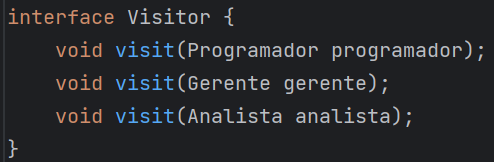 interface Visitor {
    void visit(Programador programador);
    void visit(Gerente gerente);
    void visit(Analista analista);
}